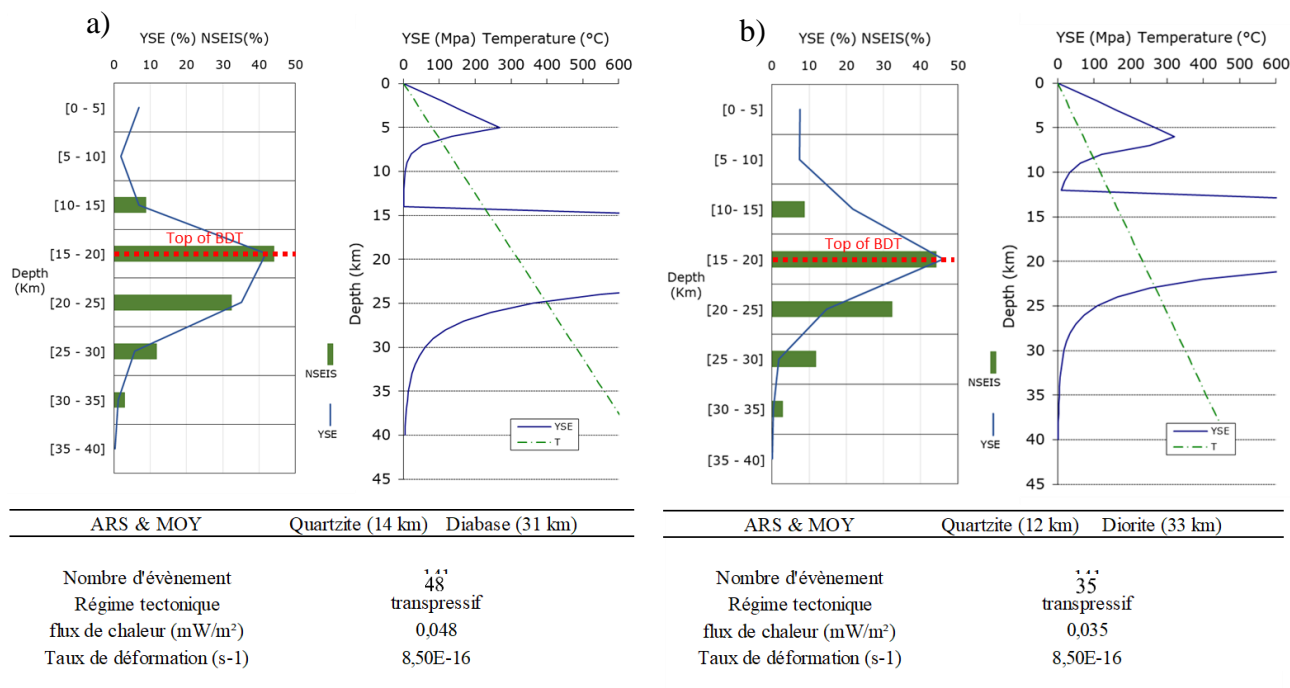 a)
YSE (%) NSEIS(%)
0 10 20 30 40 50
[0 - 5]
[5 - 10]
[10- 15]
[15 - 20]
[20 - 25]
[25 - 30]
[30 - 35]
[35 - 40]
Depth
(Km)
Top of BDT
NSEIS
YSE
YSE (Mpa) Temperature (°C)
0 100 200 300 400 500 600
0
5
10
15
20
25
30
35
40
45
Depth (km)
YSE
T
ARS & MOY Quartzite (14 km) Diabase (31 km)
Nombre d'évènement 48
Régime tectonique transpressif
flux de chaleur (mW/m²) 0,048
Taux de déformation (s-1) 8,50E-16
b)
YSE (%) NSEIS(%)
0 10 20 30 40 50
[0 - 5]
[5 - 10]
[10- 15]
[15 - 20]
[20 - 25]
[25 - 30]
[30 - 35]
[35 - 40]
Depth
(Km)
Top of BDT
NSEIS
YSE
YSE (Mpa) Temperature (°C)
0 100 200 300 400 500 600
0
5
10
15
20
25
30
35
40
45
Depth (km)
YSE
T
ARS & MOY Quartzite (12 km) Diorite (33 km)
Nombre d'évènement 35
Régime tectonique transpressif
flux de chaleur (mW/m²) 0,035
Taux de déformation (s-1) 8,50E-16